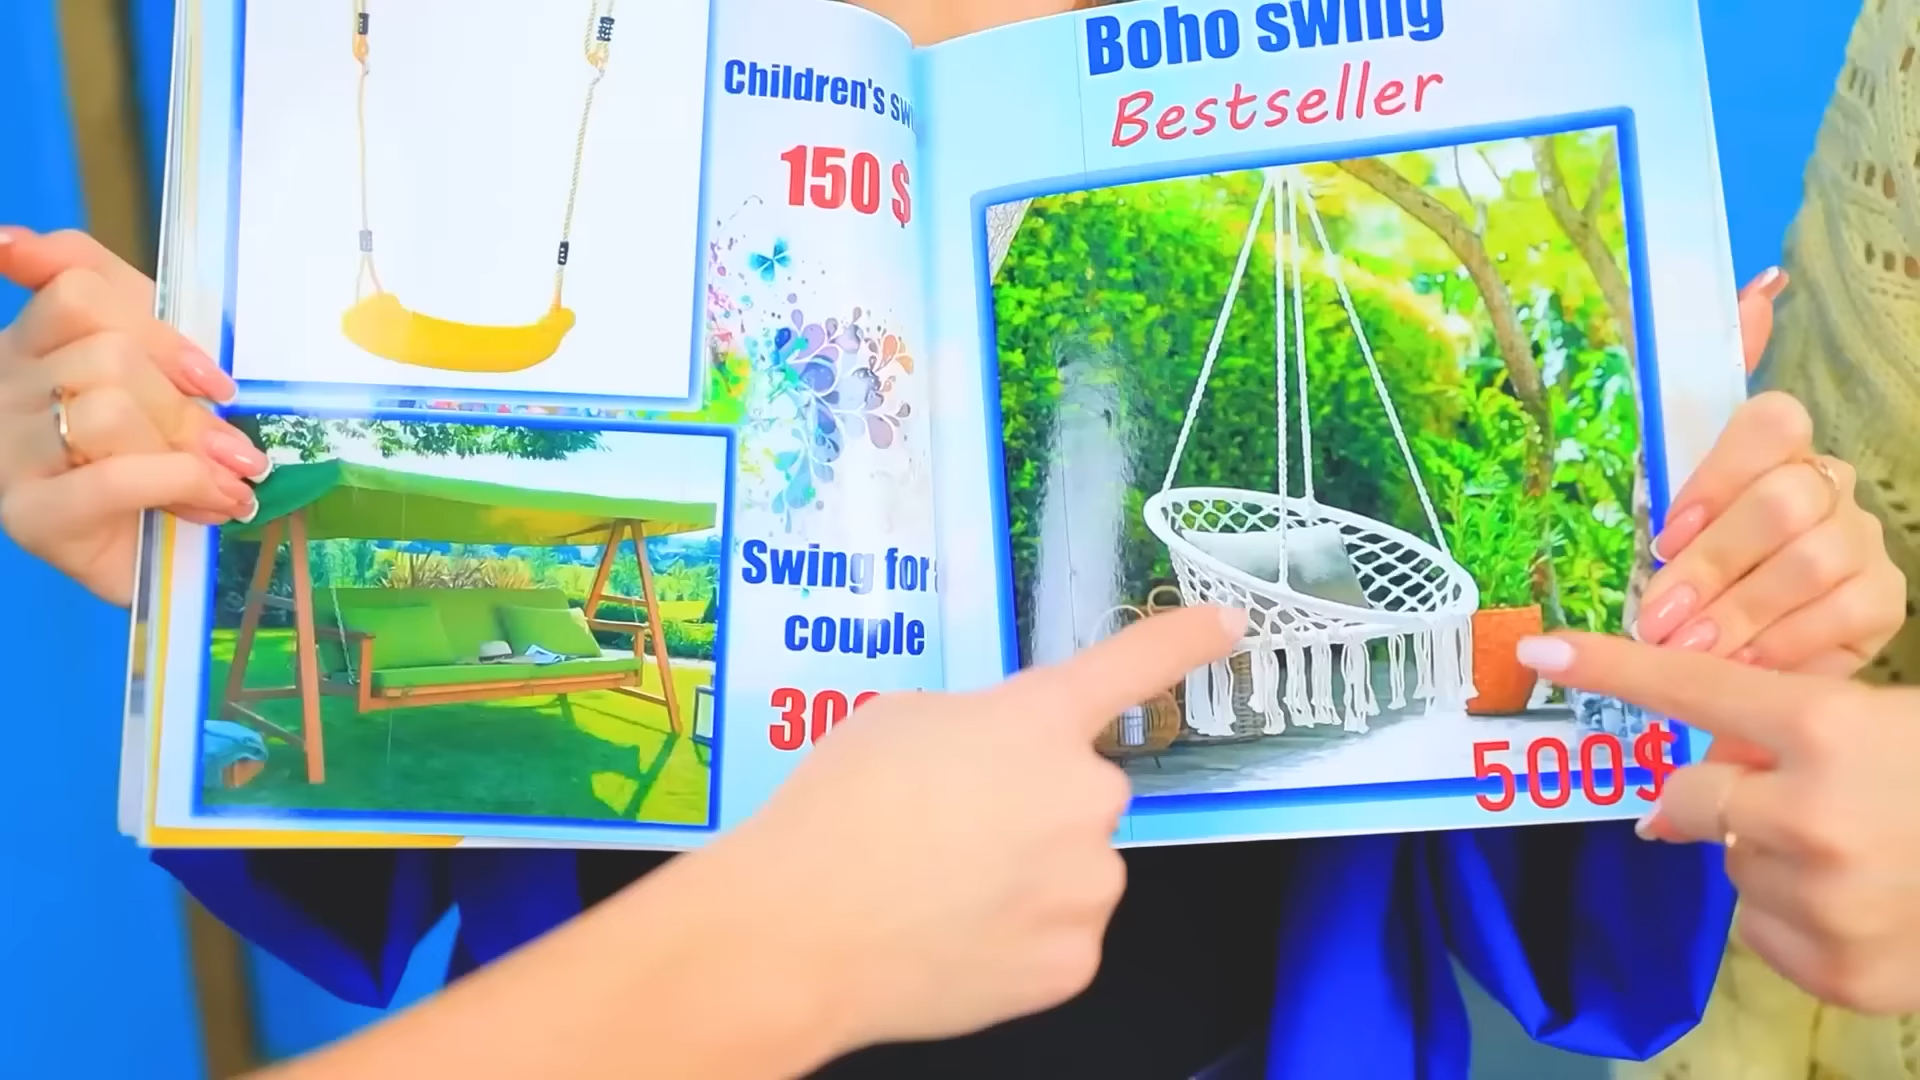 Children's
150 $
Swing for
couple
Boho swing
Bestseller
500$